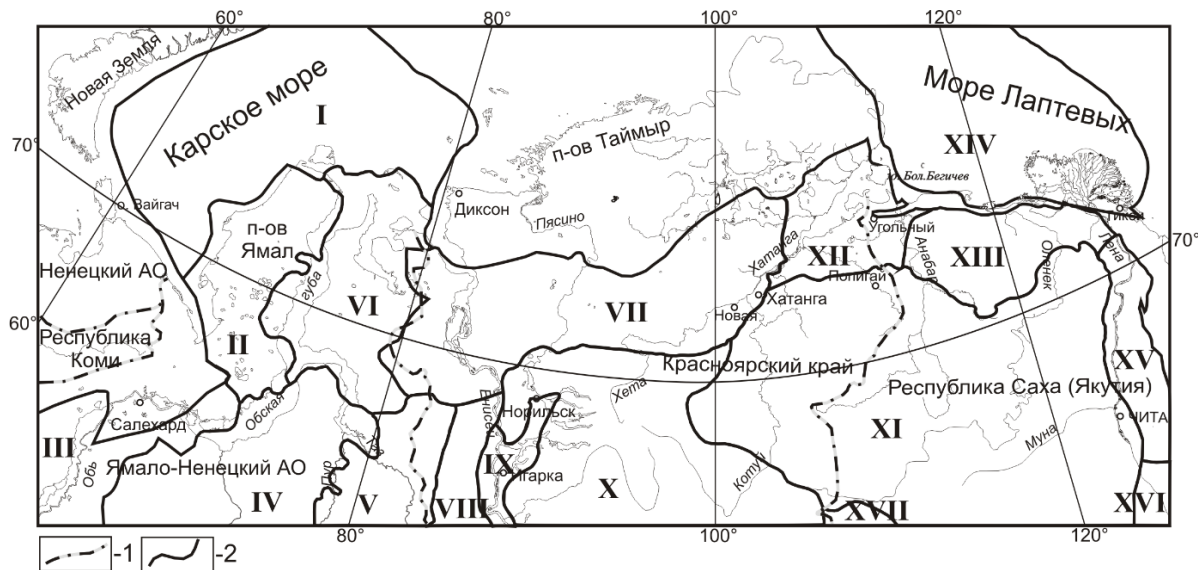 60°
80°
100°
120°
Новая Земля
Карское море
I
Море Лаптевых
п-ов Таймыр
70°
XIV
о. Бол.Бегичев
Вайгач
Диксон
Пясино
Тикси
п-ов
Ямал
Хатанга
XII
Угольный
Анабар
XIII
Оленек
Лена
70°
Ненецкий АО
губа
VI
VII
Попигай
Хатанга
Новая
60°
Республика
Коми
II
Красноярский край
XV
Республика Саха (Якутия)
Хета
Енисей
Норильск
Салехард
Обская
ЧИТА
III
XI
Муна
Обь
Ямало-Ненецкий АО
Пур
Таз
IX
Игарка
Котуй
IV
V
VIII
X
XVII
XVI
80°
100°
120°
-1
-2